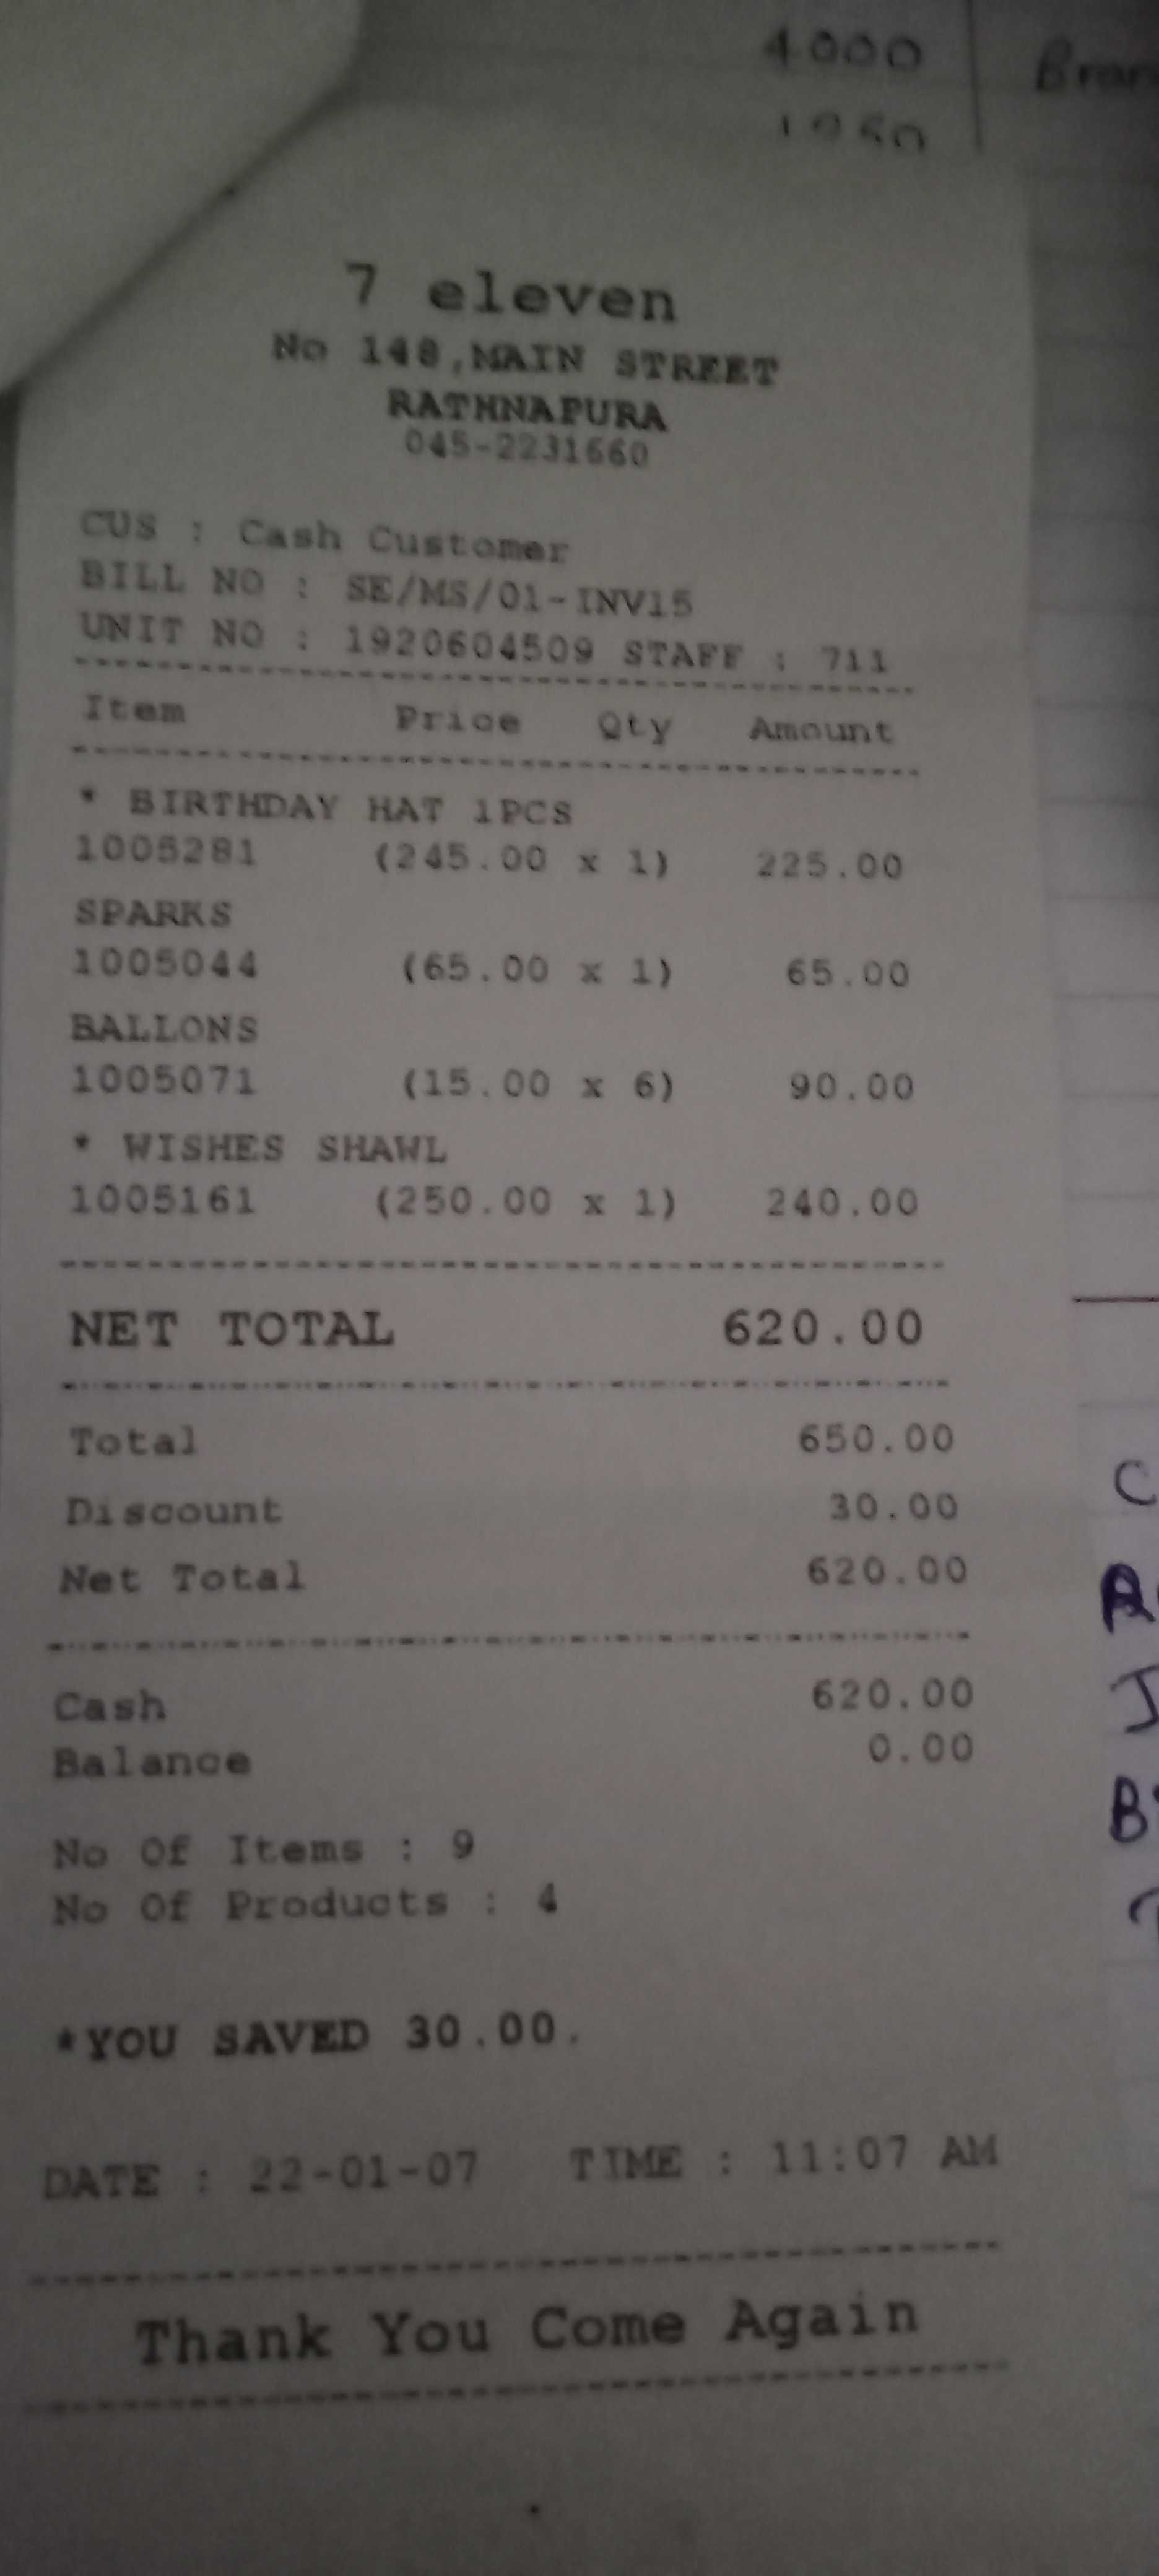 4000
7 eleven
No 148,MAIN STREET
RATHNAPURA
045-2231660
CUS : Cash Customer
BILL NO : SE/MS/01-INV15
UNIT NO : 1920604509 STAFF : 711
Item Price Qty Amount
* BIRTHDAY HAT 1PCS
1005281 (245.00 x 1) 225.00
SPARKS
1005044 (65.00 x 1) 65.00
BALLONS
1005071 (15.00 x 6) 90.00
* WISHES SHAWL
1005161 (250.00 x 1) 240.00
NET TOTAL 620.00
Total 650.00
Discount 30.00
Net Total 620.00
Cash 620.00
Balance 0.00
No Of Items : 9
No Of Products : 4
*YOU SAVED 30.00.
DATE : 22-01-07 TIME : 11:07 AM
Thank You Come Again